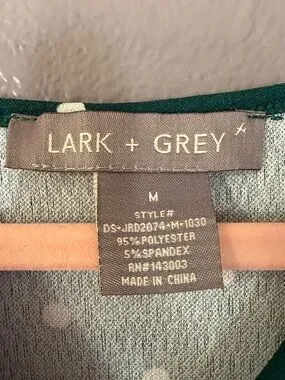 LARK + GREY
M
STYLE#
DS-JRD2074-M-1030
95% POLYESTER
5% SPANDEX
RN#143003
MADE IN CHINA